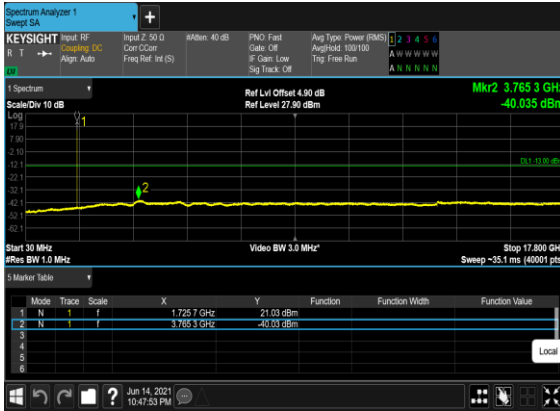 Spectrum Analyzer 1
Swept SA
+
KEYSIGHT Input: RF Input Z: 50 Ω #Atten: 40 dB PNO: Fast Avg Type: Power (RMS) 1 2 3 4 5 6
R T Coupling: DC Corr CCorr Gate: Off Avg|Hold: 100/100 A W W W W W
Align: Auto Freq Ref: Int (S) IF Gain: Low Trig: Free Run
Sig Track: Off A N N N N N
1 Spectrum Ref Lvl Offset 4.90 dB Mkr2 3.765 3 GHz
Scale/Div 10 dB Ref Level 27.90 dBm -40.035 dBm
Log
17.9
1
7.90
-2.10
-12.1 DL1 -13.00 dBm
-22.1
-32.1 2
-42.1
-52.1
-62.1
Start 30 MHz Video BW 3.0 MHz* Stop 17.800 GHz
#Res BW 1.0 MHz Sweep ~35.1 ms (40001 pts)
5 Marker Table
Mode Trace Scale X Y Function Function Width Function Value
1 N 1 f 1.725 7 GHz 21.03 dBm
2 N 1 f 3.765 3 GHz -40.03 dBm
3
4
5
6
Local
? Jun 14, 2021
10:47:53 PM